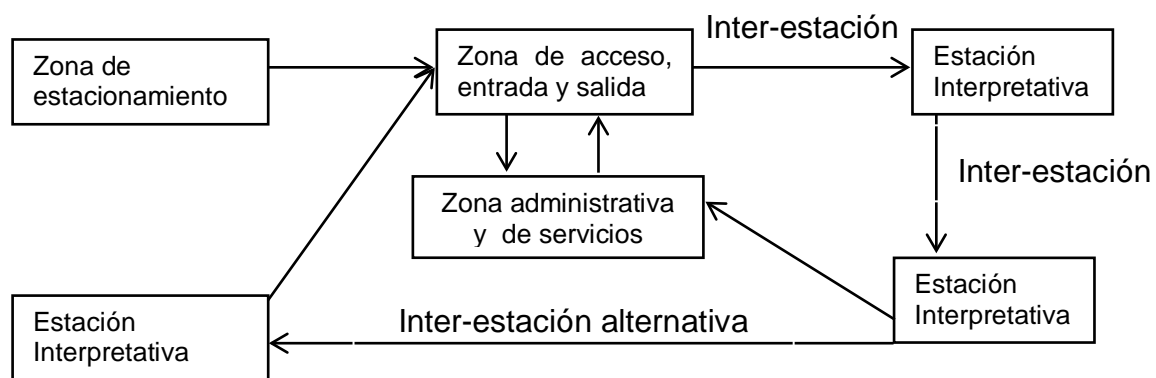 Inter-estación
Zona de
estacionamiento
Zona de acceso,
entrada y salida
Estación
Interpretativa
Inter-estación
Zona administrativa
y de servicios
Estación
Interpretativa
Inter-estación alternativa
Estación
Interpretativa